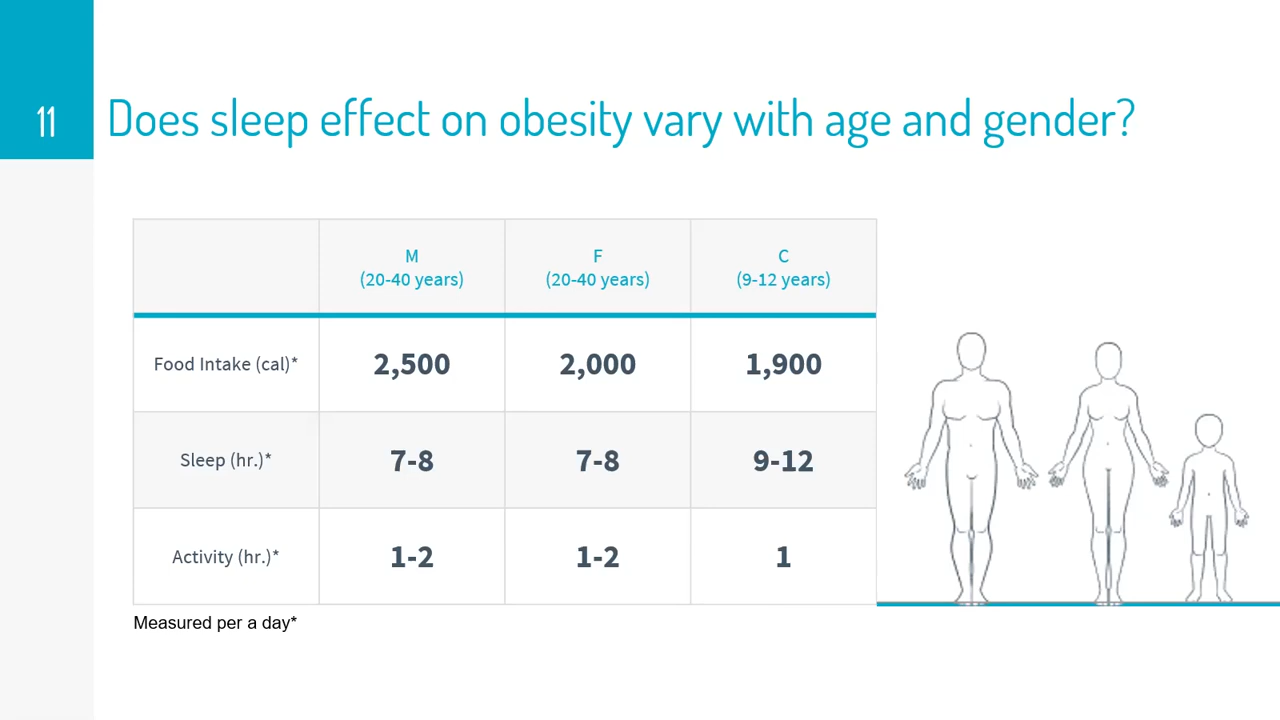 11
Does sleep effect on obesity vary with age and gender?
M F C
(20-40 years) (20-40 years) (9-12 years)
Food Intake (cal)* 2,500 2,000 1,900
Sleep (hr.)* 7-8 7-8 9-12
Activity (hr.)* 1-2 1-2 1
Measured per a day*